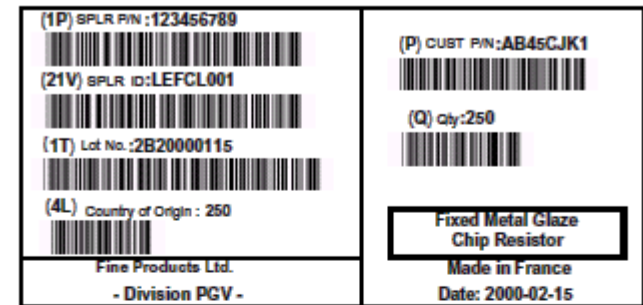 (1P) SPLR P/N :123456789
(21V) SPLR ID:LEFCL001
(1T) Lot No. :2B20000115
(4L) Country of Origin : 250
Fine Products Ltd.
- Division PGV -
(P) CUST P/N:AB45CJK1
(Q) Qty:250
Fixed Metal Glaze
Chip Resistor
Made in France
Date: 2000-02-15